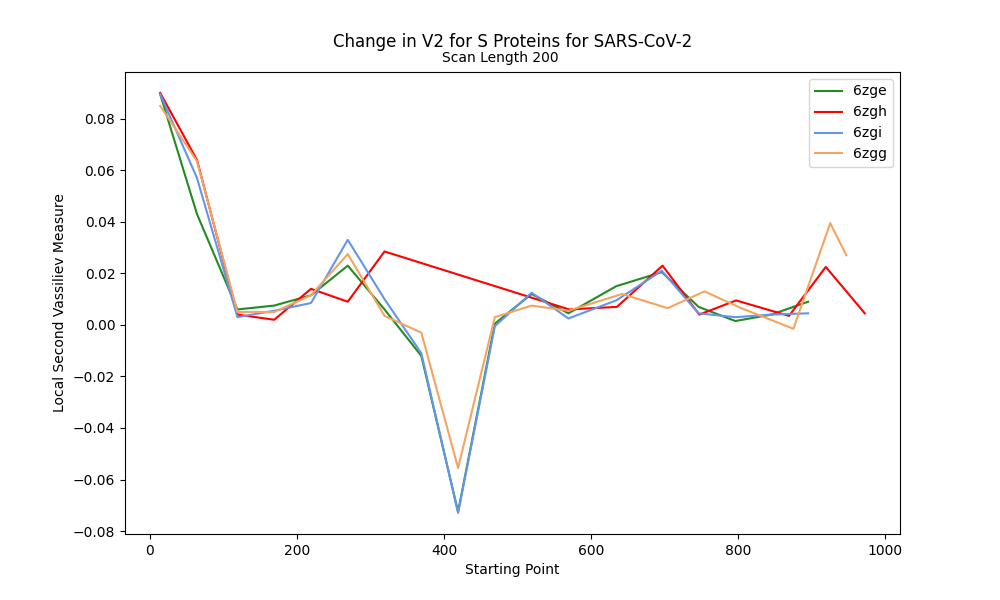 Change in V2 for S Proteins for SARS-CoV-2
Scan Length 200
6zge
6zgh
6zgi
6zgg
Local Second Vassiliev Measure
0.08
0.06
0.04
0.02
0.00
−0.02
−0.04
−0.06
−0.08
0
200
400
600
800
1000
Starting Point